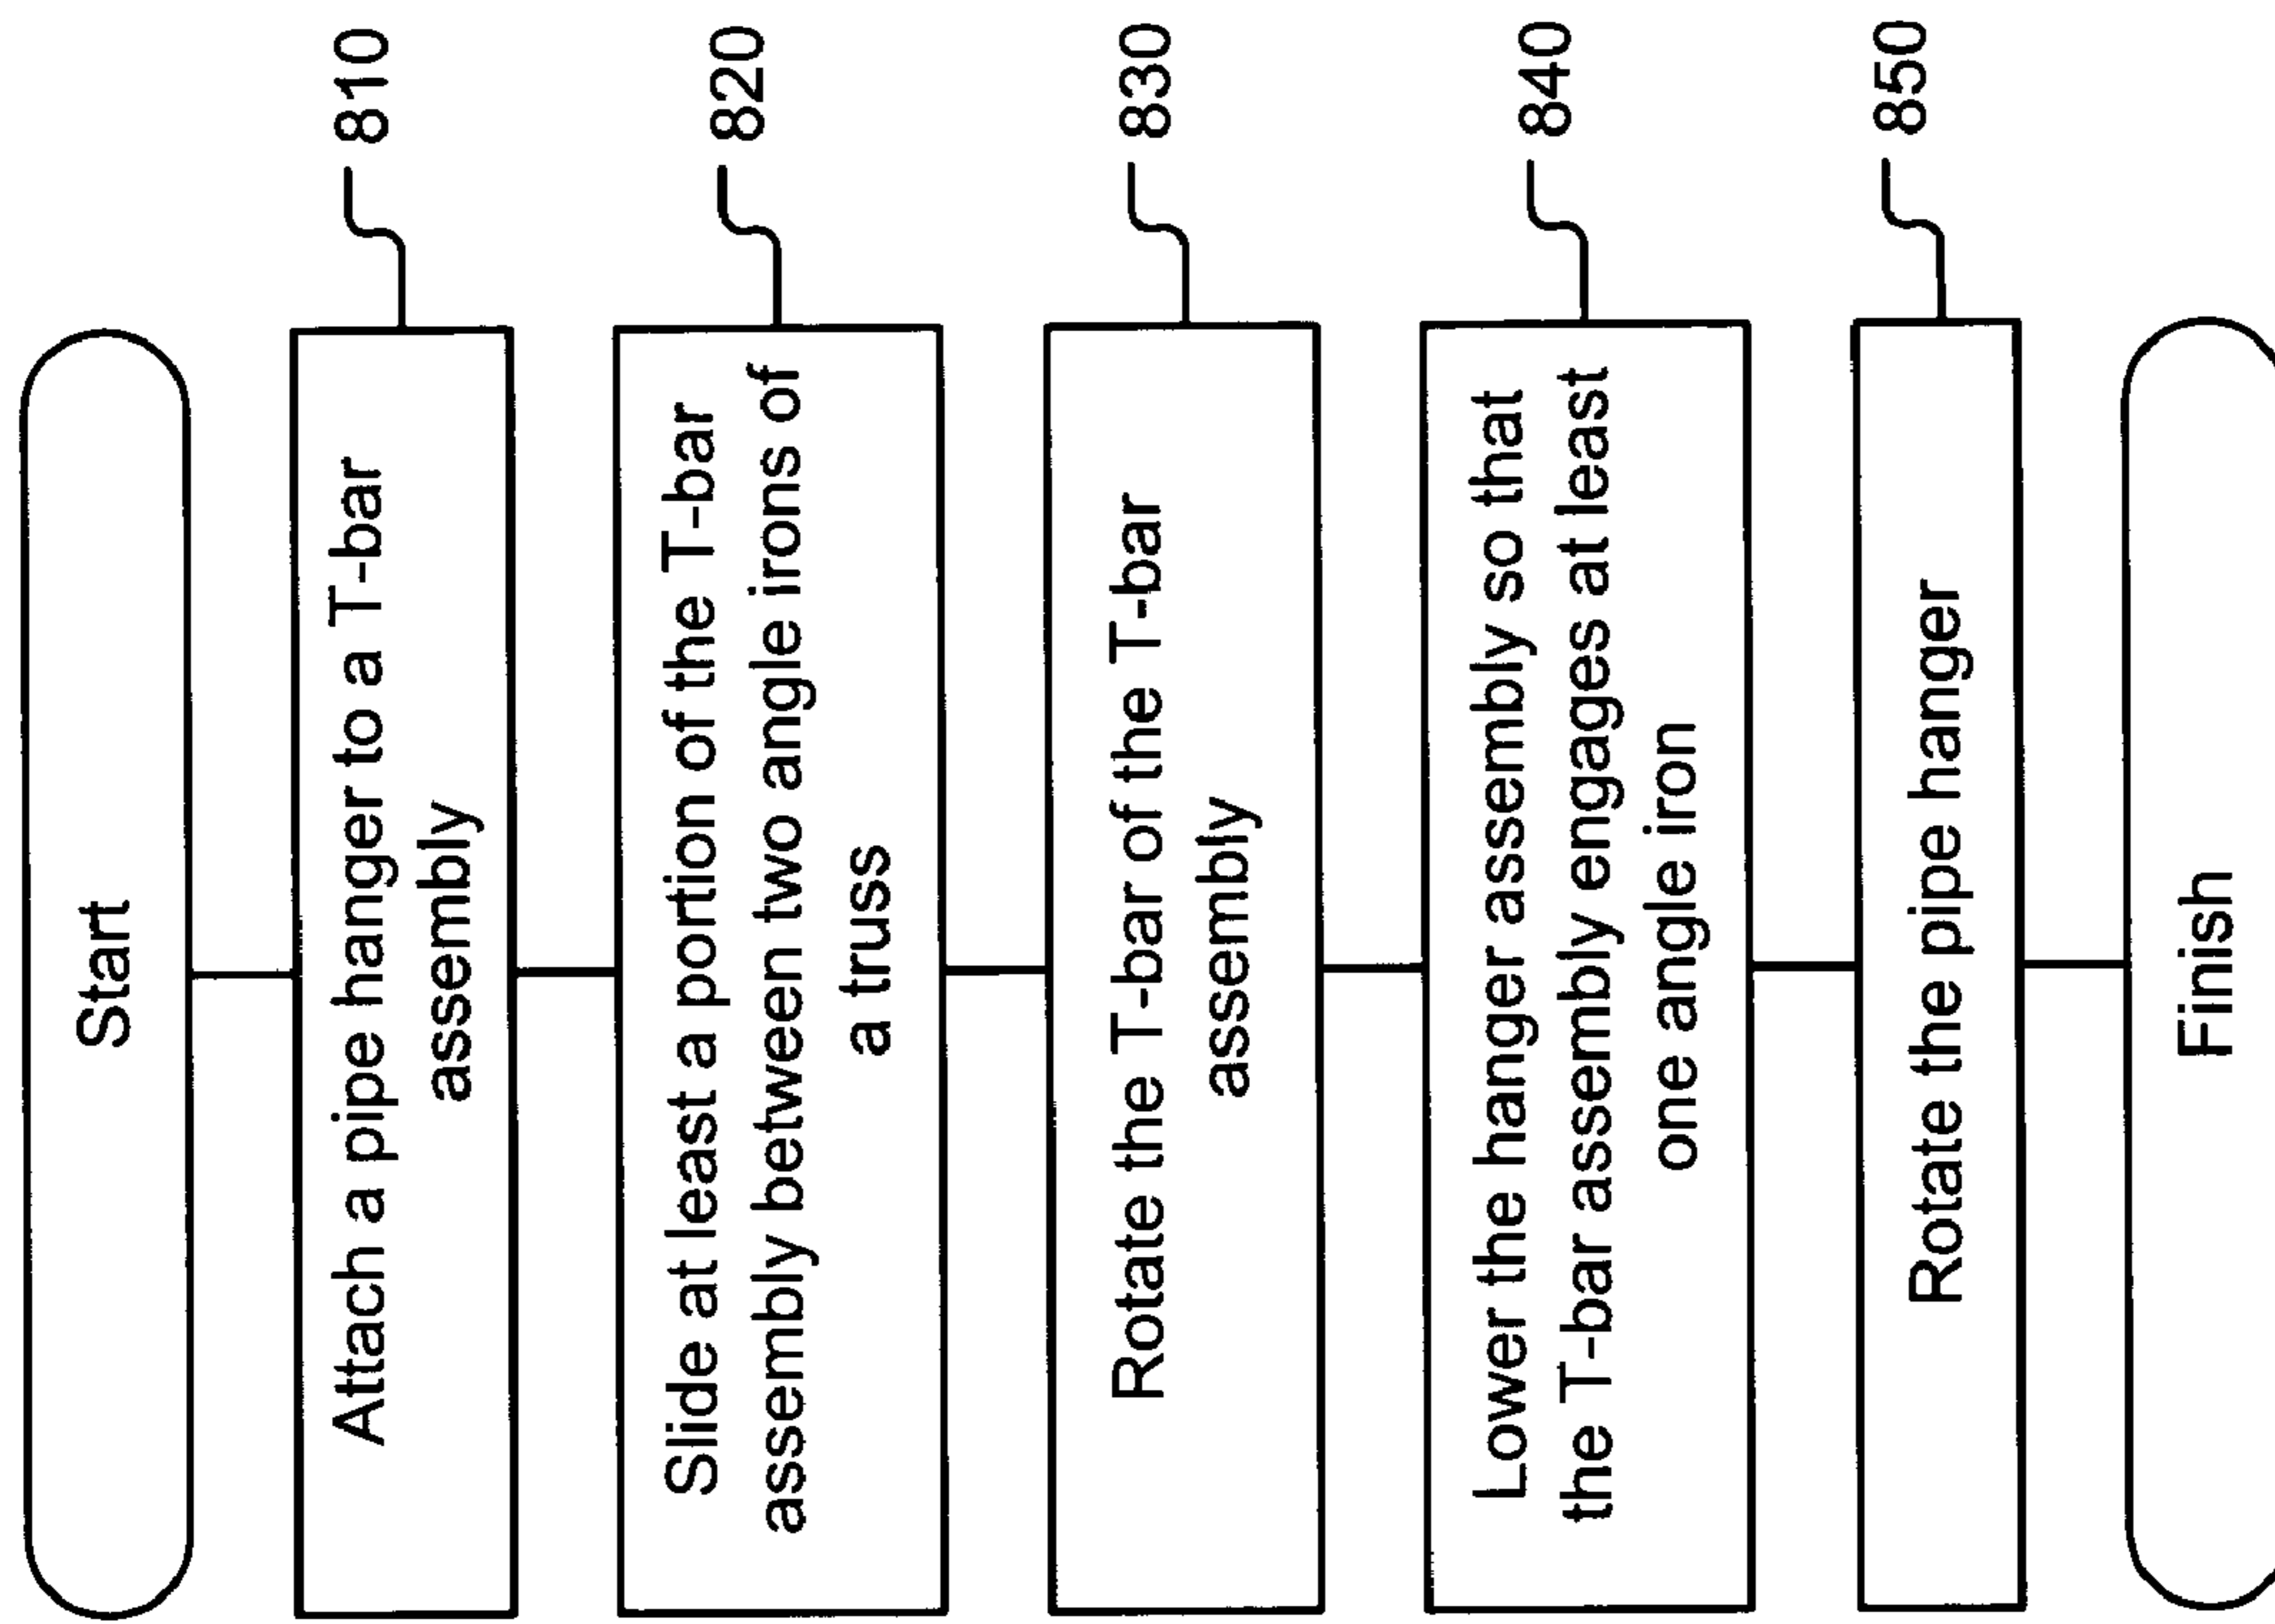 Start
Attach a pipe hanger to a T-bar
assembly
810
Slide at least a portion of the T-bar
assembly between two angle irons of
a truss
820
Rotate the T-bar of the T-bar
assembly
830
Lower the hanger assembly so that
the T-bar assembly engages at least
one angle iron
840
Rotate the pipe hanger
850
Finish